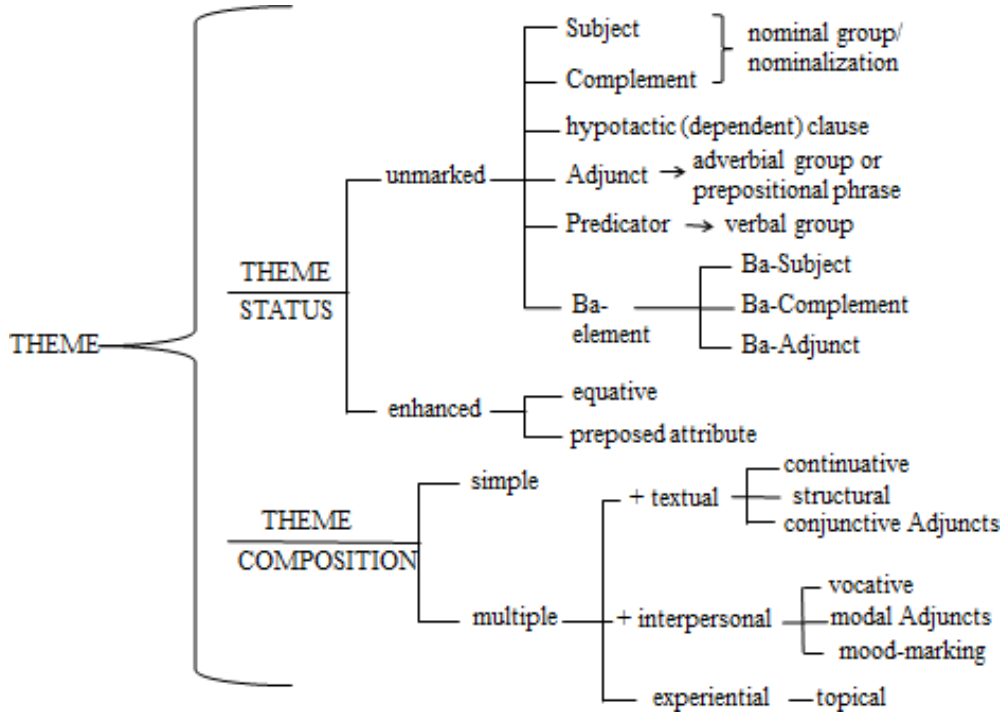 THEME
THEME
STATUS
unmarked
Subject
Complement
nominal group/
nominalization
hypotactic (dependent) clause
Adjunct → adverbial group or
prepositional phrase
Predicator → verbal group
Ba-
element
Ba-Subject
Ba-Complement
Ba-Adjunct
enhanced
equative
preposed attribute
THEME
COMPOSITION
simple
multiple
+ textual
continuative
structural
conjunctive Adjuncts
+ interpersonal
vocative
modal Adjuncts
mood-marking
experiential
topical